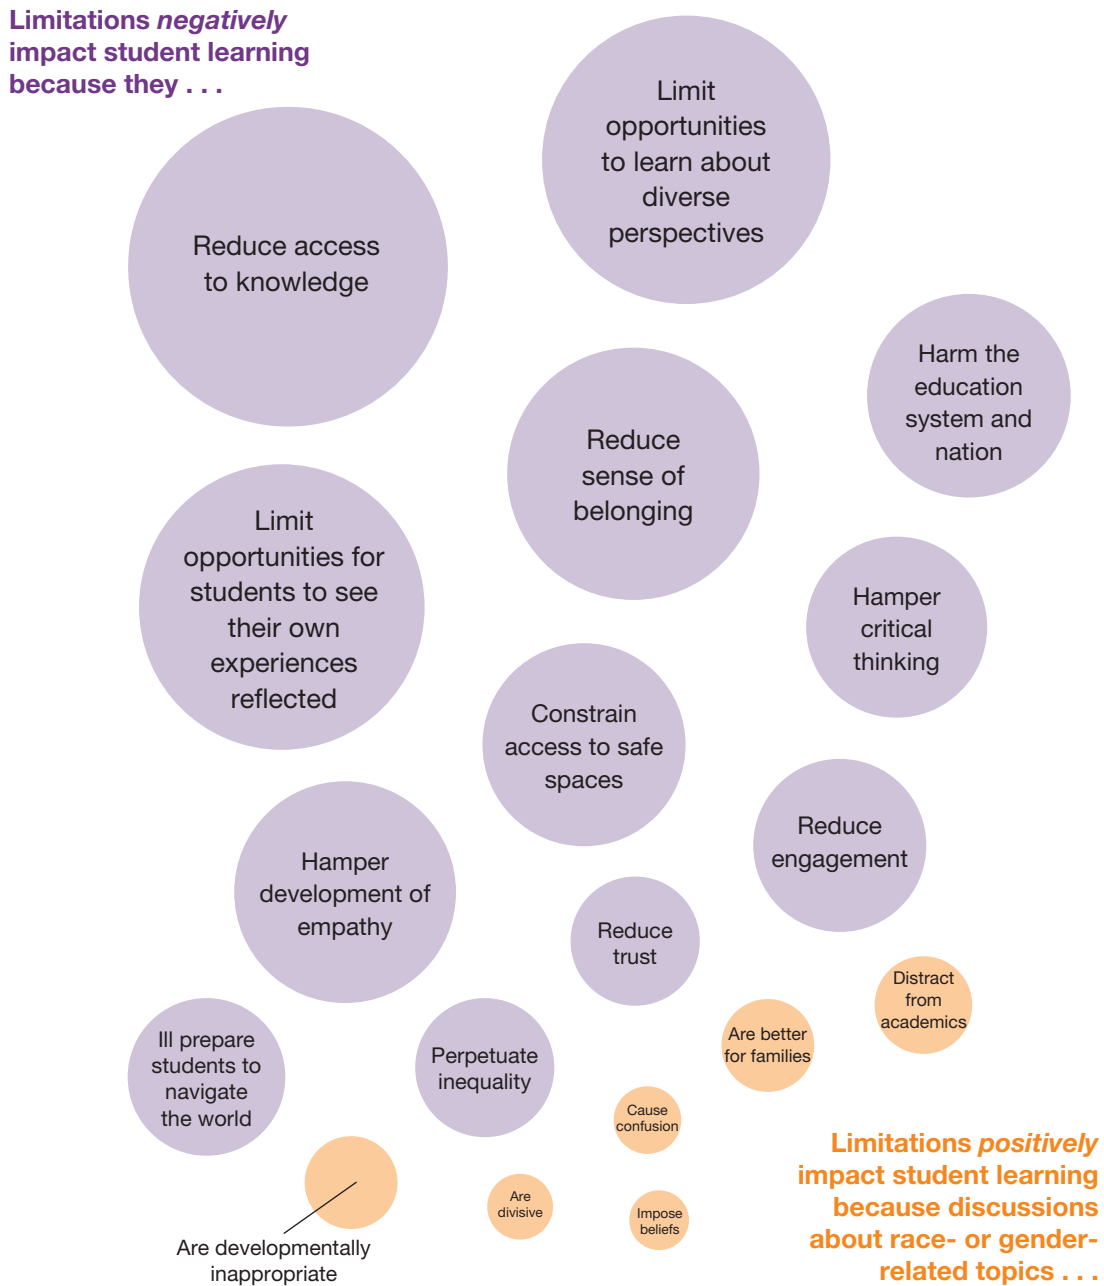 Limitations negatively
impact student learning
because they . . .
Limit
opportunities
to learn about
diverse
perspectives
Reduce access
to knowledge
Harm the
education
system and
nation
Reduce
sense of
belonging
Limit
opportunities for
students to see
their own
experiences
reflected
Hamper
critical
thinking
Constrain
access to safe
spaces
Reduce
engagement
Hamper
development of
empathy
Reduce
trust
Distract
from
academics
Are better
for families
Ill prepare
students to
navigate
the world
Perpetuate
inequality
Cause
confusion
Are
divisive
Impose
beliefs
Are developmentally
inappropriate
Limitations positively
impact student learning
because discussions
about race- or gender-
related topics . . .